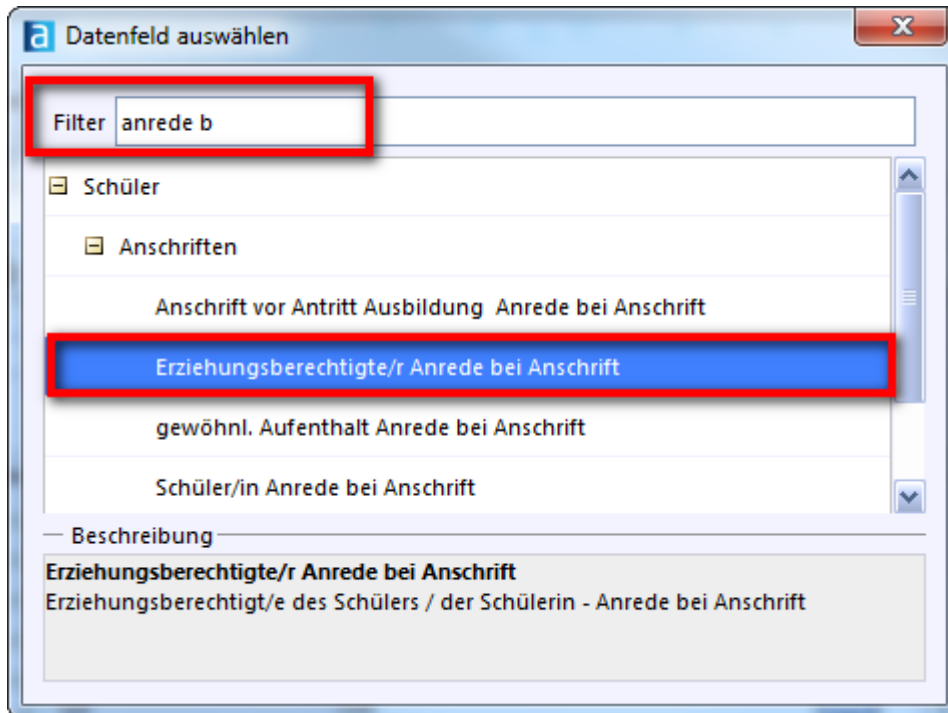 a Datenfeld auswählen
Filter anrede b
Schüler
Anschriften
Anschrift vor Antritt Ausbildung  Anrede bei Anschrift
Erziehungsberechtigte/r Anrede bei Anschrift
gewöhnl. Aufenthalt Anrede bei Anschrift
Schüler/in Anrede bei Anschrift
Beschreibung
Erziehungsberechtigte/r Anrede bei Anschrift
Erziehungsberechtigt/e des Schülers / der Schülerin - Anrede bei Anschrift